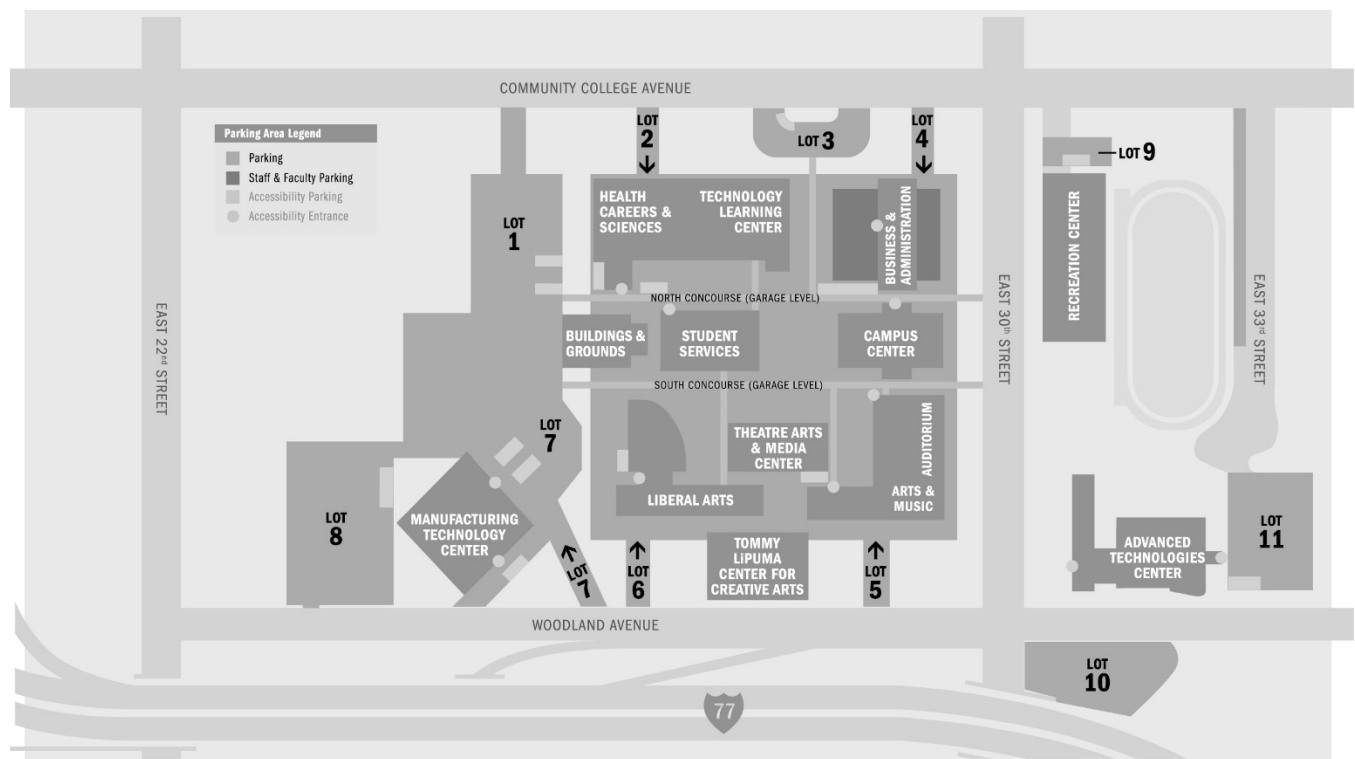 COMMUNITY COLLEGE AVENUE
Parking Area Legend
Parking
Staff & Faculty Parking
Accessibility Parking
Accessibility Entrance
LOT
1
LOT
2
LOT 3
LOT
4
LOT 9
HEALTH
CAREERS &
SCIENCES
TECHNOLOGY
LEARNING
CENTER
BUSINESS &
ADMINISTRATION
RECREATION CENTER
EAST 22nd STREET
EAST 30th STREET
EAST 33rd STREET
NORTH CONCOURSE (GARAGE LEVEL)
BUILDINGS &
GROUNDS
STUDENT
SERVICES
CAMPUS
CENTER
SOUTH CONCOURSE (GARAGE LEVEL)
LOT
7
THEATRE ARTS
& MEDIA
CENTER
AUDITORIUM
LIBERAL ARTS
ARTS &
MUSIC
LOT
8
MANUFACTURING
TECHNOLOGY
CENTER
LOT
7
LOT
6
TOMMY
LiPUMA
CENTER FOR
CREATIVE ARTS
LOT
5
ADVANCED
TECHNOLOGIES
CENTER
LOT
11
WOODLAND AVENUE
LOT
10
77